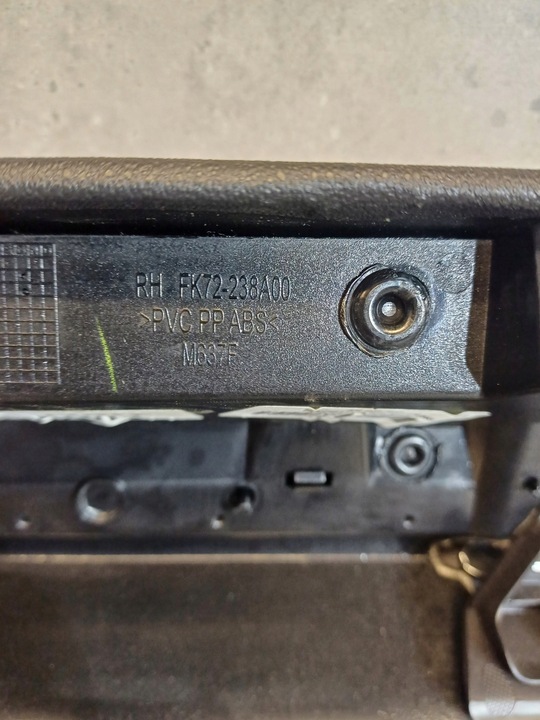 RH FK72-238A00
>PVC PP ABS<
M637F